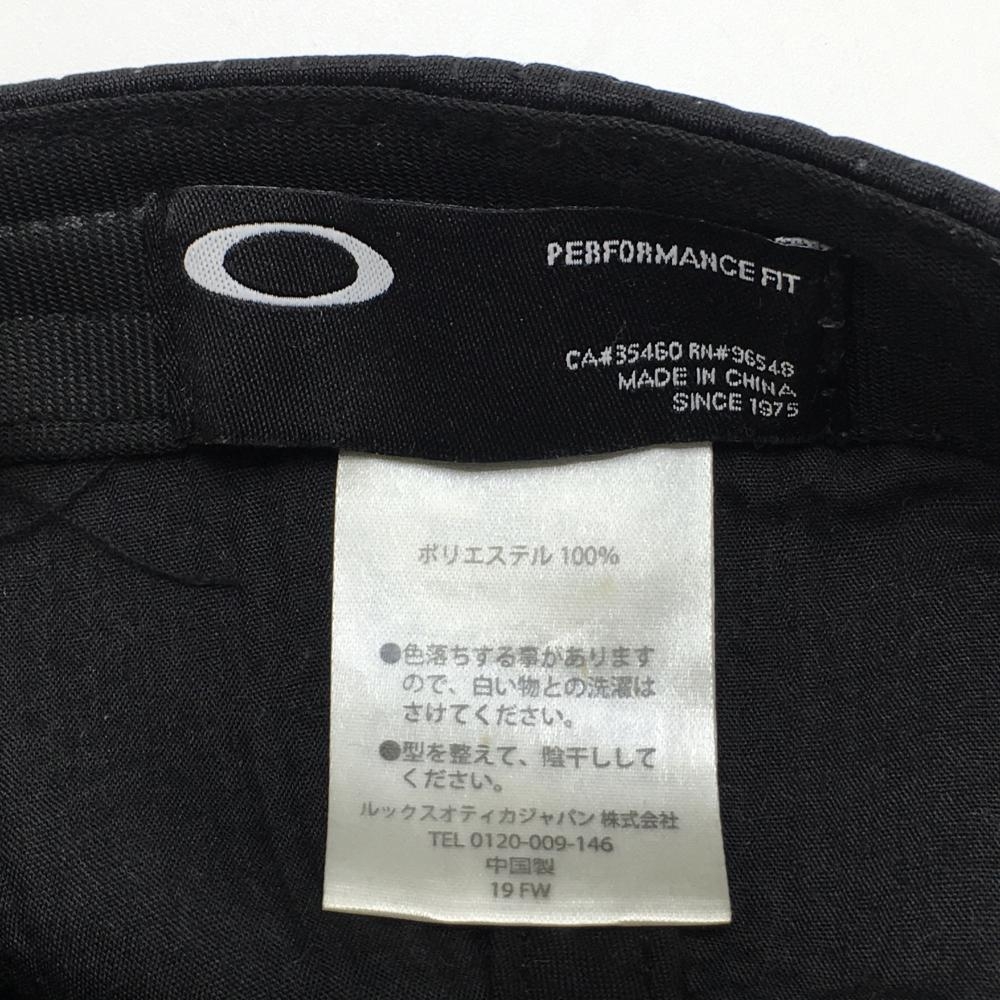 PERFORMANCE FIT
CA#35460 RN#96548
MADE IN CHINA
SINCE 1975
ポリエステル 100%
●色落ちする事があります
ので、白い物との洗濯は
さけてください。
●型を整えて、陰干しして
ください。
ルックスオティカジャパン 株式会社
TEL 0120-009-146
中国製
19 FW